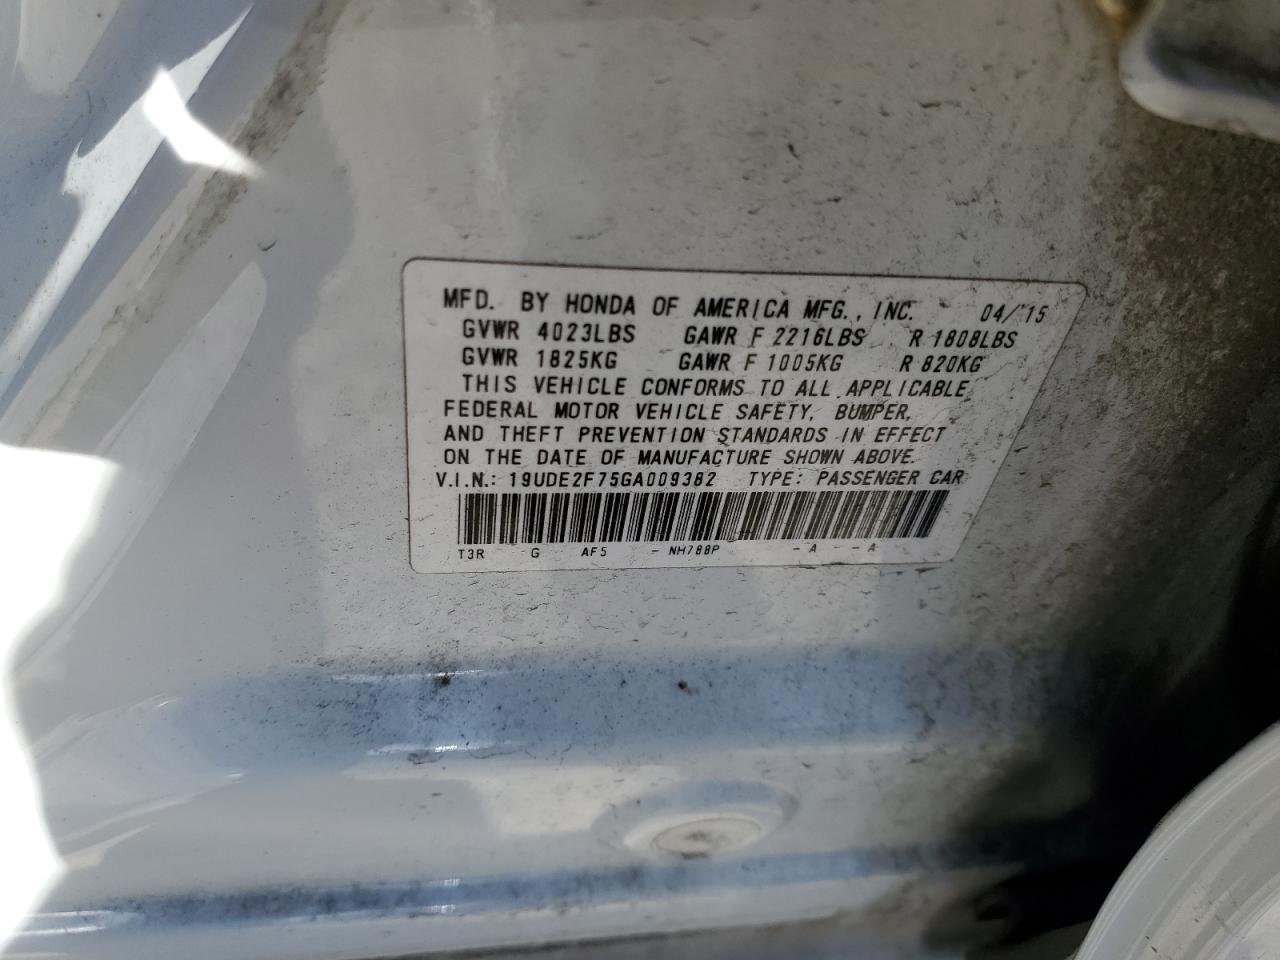 MFD. BY HONDA OF AMERICA MFG., INC. 04/'15
GVWR 4023LBS GAWR F 2216LBS R 1808LBS
GVWR 1825KG GAWR F 1005KG R 820KG
THIS VEHICLE CONFORMS TO ALL APPLICABLE
FEDERAL MOTOR VEHICLE SAFETY, BUMPER,
AND THEFT PREVENTION STANDARDS IN EFFECT
ON THE DATE OF MANUFACTURE SHOWN ABOVE.
V.I.N.: 19UDE2F75GA009382 TYPE: PASSENGER CAR
T3R G AF5 -NH788P -A -A